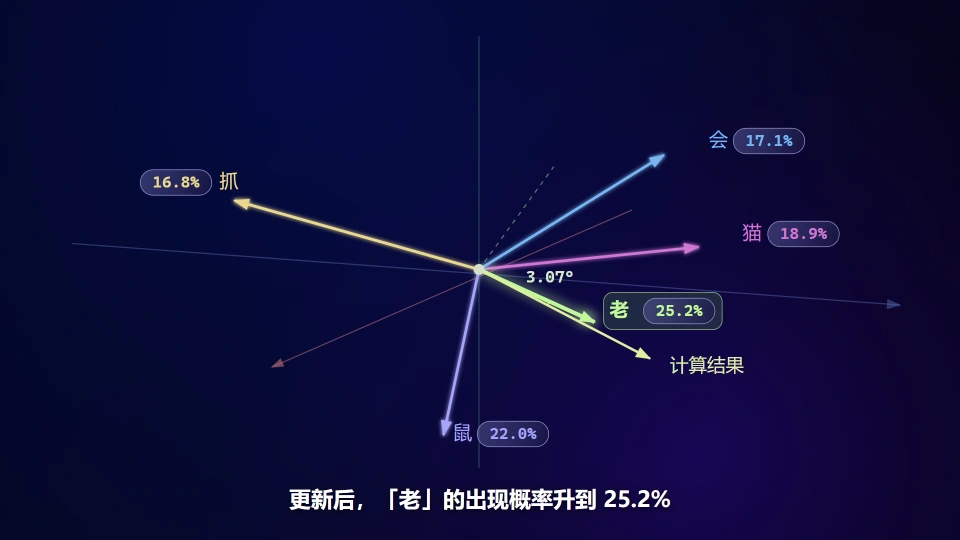 会 17.1%
16.8% 抓
猫 18.9%
3.07°
老 25.2%
计算结果
鼠 22.0%
更新后，「老」的出现概率升到 25.2%